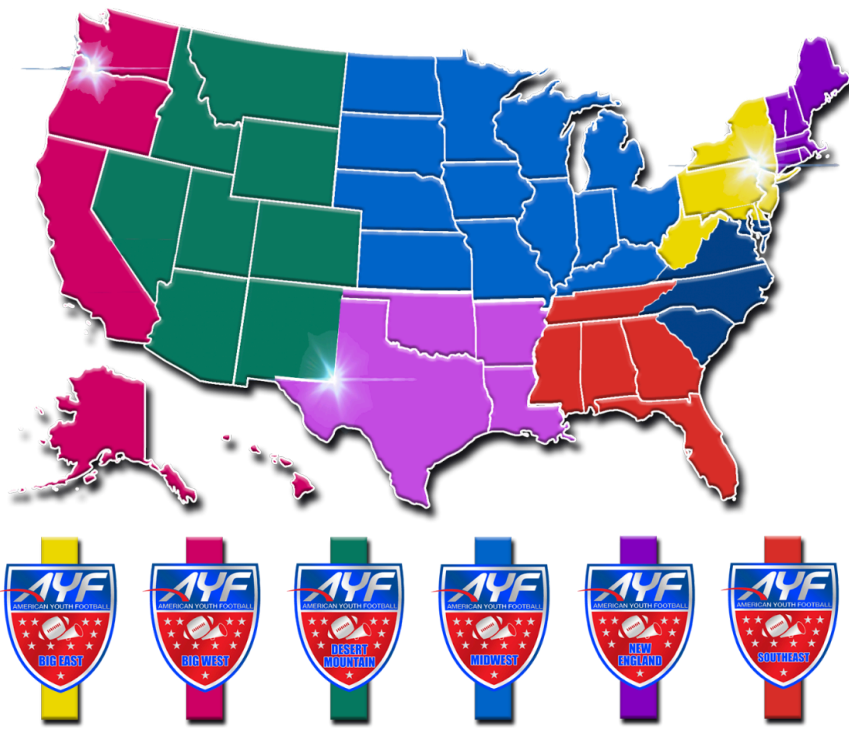 AYF
AMERICAN YOUTH FOOTBALL
BIG EAST
AYF
AMERICAN YOUTH FOOTBALL
BIG WEST
AYF
AMERICAN YOUTH FOOTBALL
DESERT
MOUNTAIN
AYF
AMERICAN YOUTH FOOTBALL
MIDWEST
AYF
AMERICAN YOUTH FOOTBALL
NEW
ENGLAND
AYF
AMERICAN YOUTH FOOTBALL
SOUTHEAST